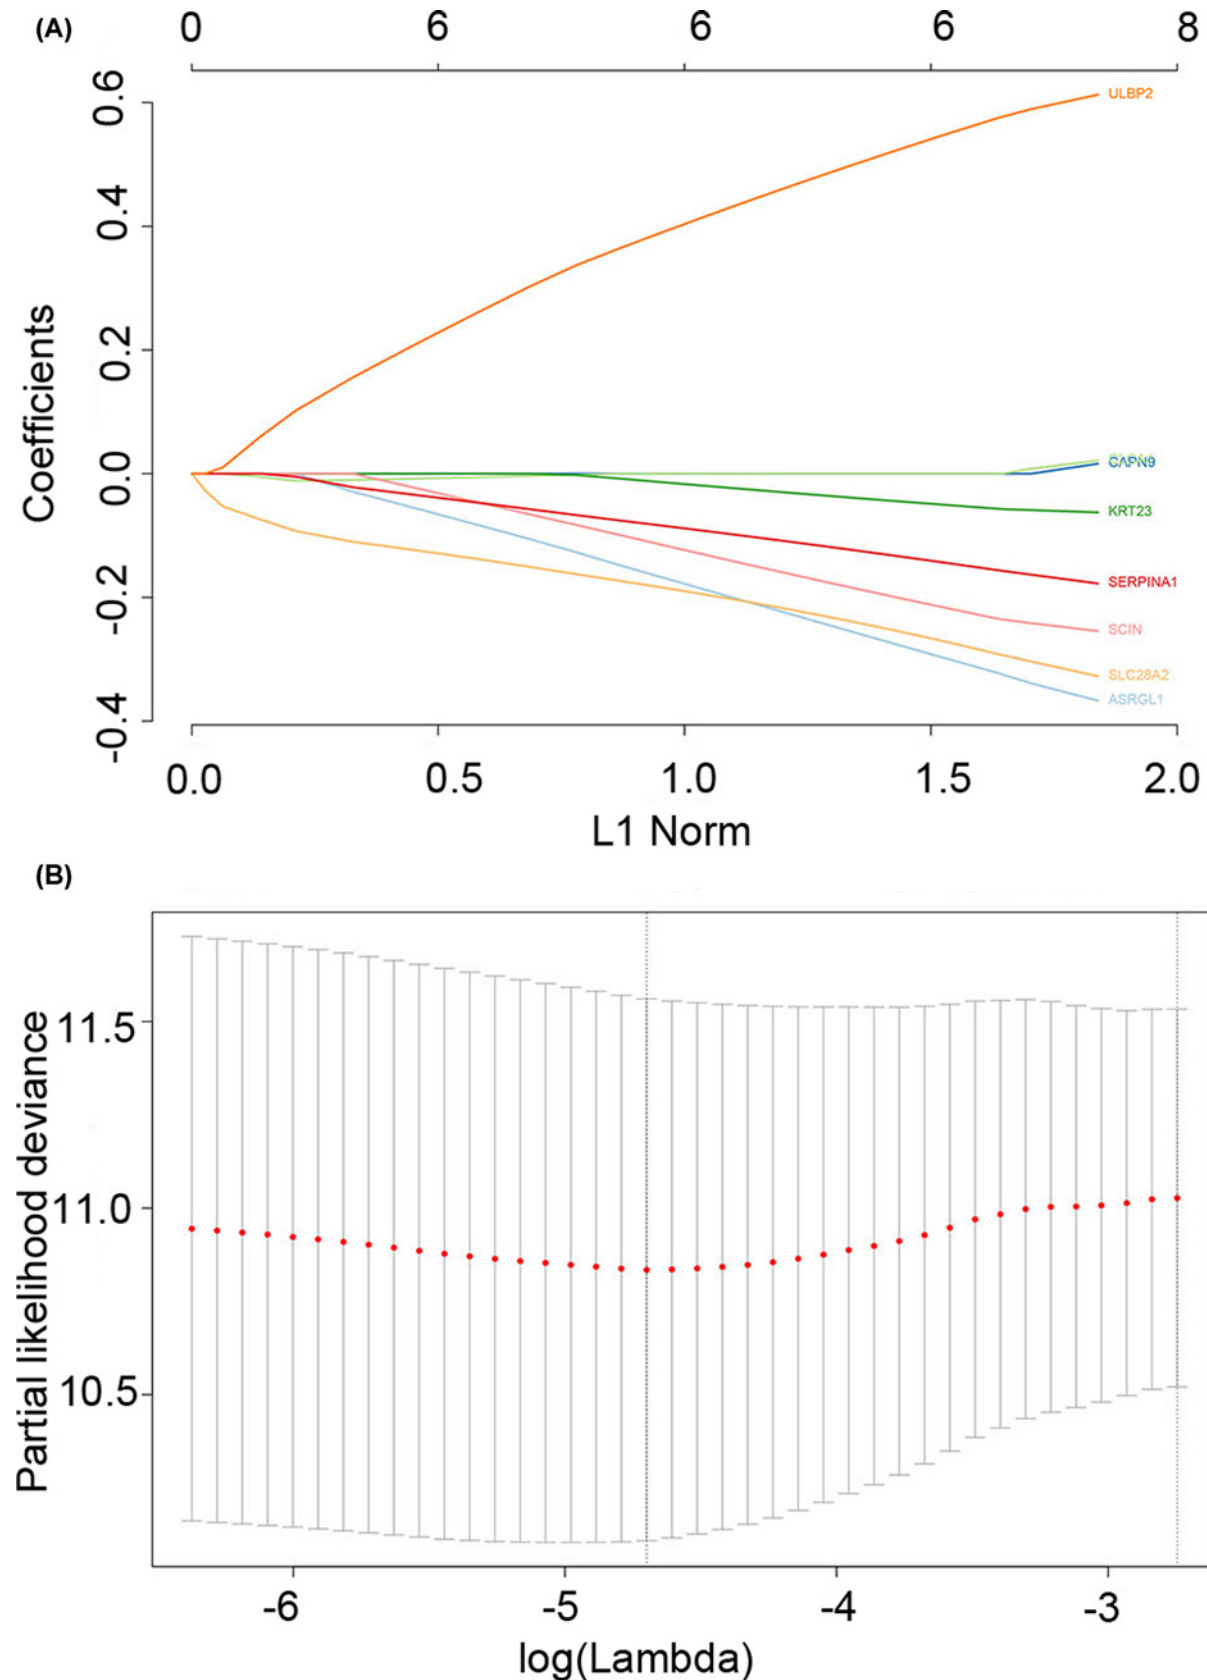 (A)
0 6 6 6 8
Coefficients
0.6
0.4
0.2
0.0
-0.2
-0.4
ULBP2
CAPN9
KRT23
SERPINA1
SCIN
SLC28A2
ASRGL1
0.0 0.5 1.0 1.5 2.0
L1 Norm
(B)
Partial likelihood deviance
11.5
11.0
10.5
-6 -5 -4 -3
log(Lambda)